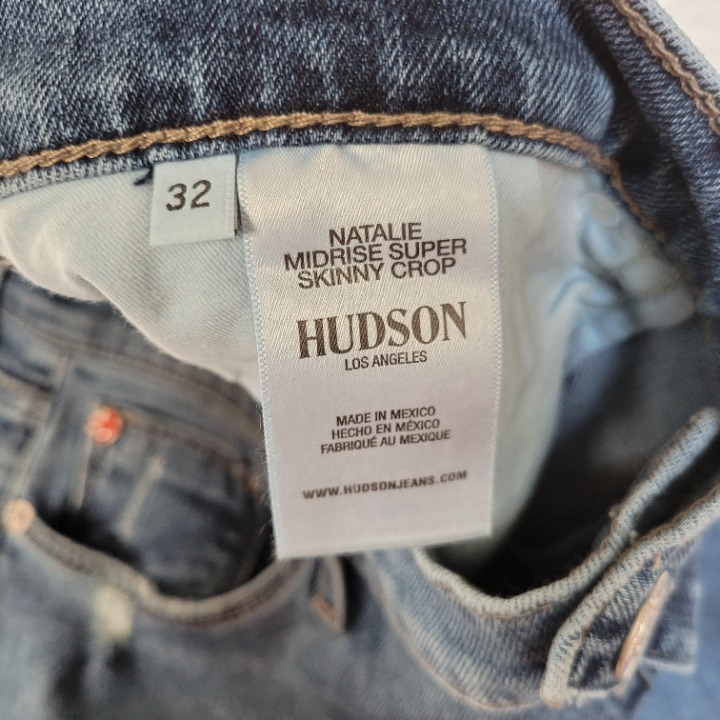 32
NATALIE
MIDRISE SUPER
SKINNY CROP
HUDSON
LOS ANGELES
MADE IN MEXICO
HECHO EN MÉXICO
FABRIQUÉ AU MEXIQUE
WWW.HUDSONJEANS.COM